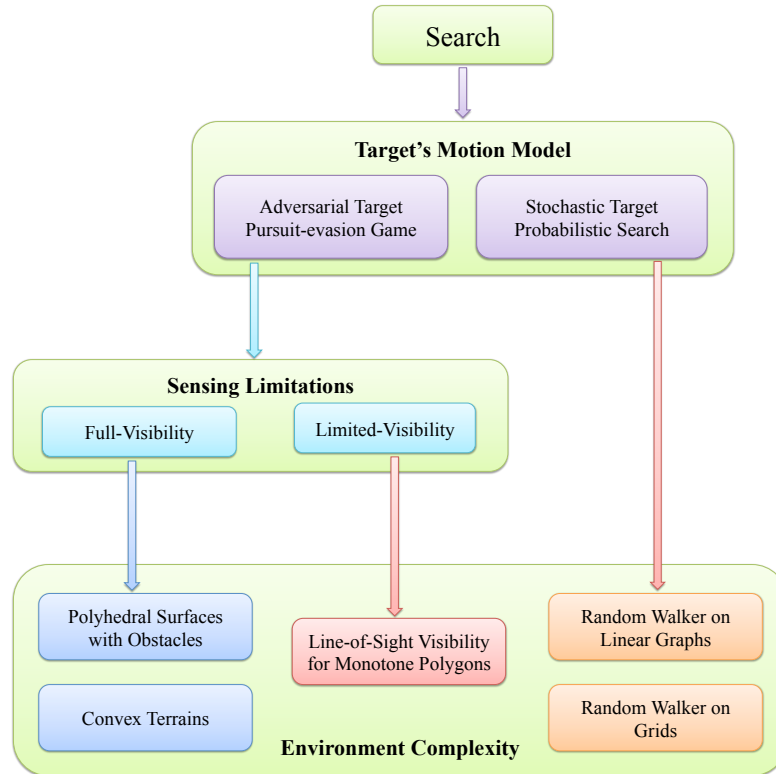 Search
Target's Motion Model
Adversarial Target
Pursuit-evasion Game
Stochastic Target
Probabilistic Search
Sensing Limitations
Full-Visibility
Limited-Visibility
Polyhedral Surfaces
with Obstacles
Line-of-Sight Visibility
for Monotone Polygons
Random Walker on
Linear Graphs
Convex Terrains
Random Walker on
Grids
Environment Complexity